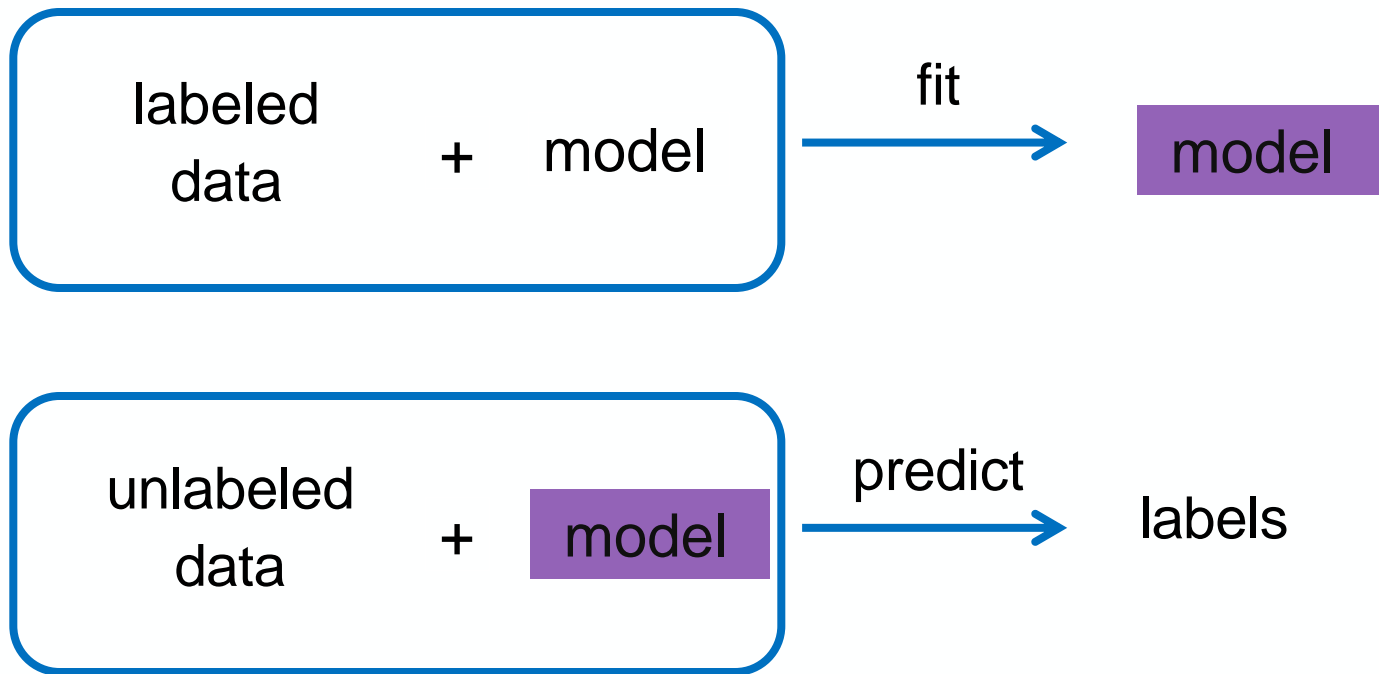 labeled
data
+
model
fit
model
unlabeled
data
+
model
predict
labels